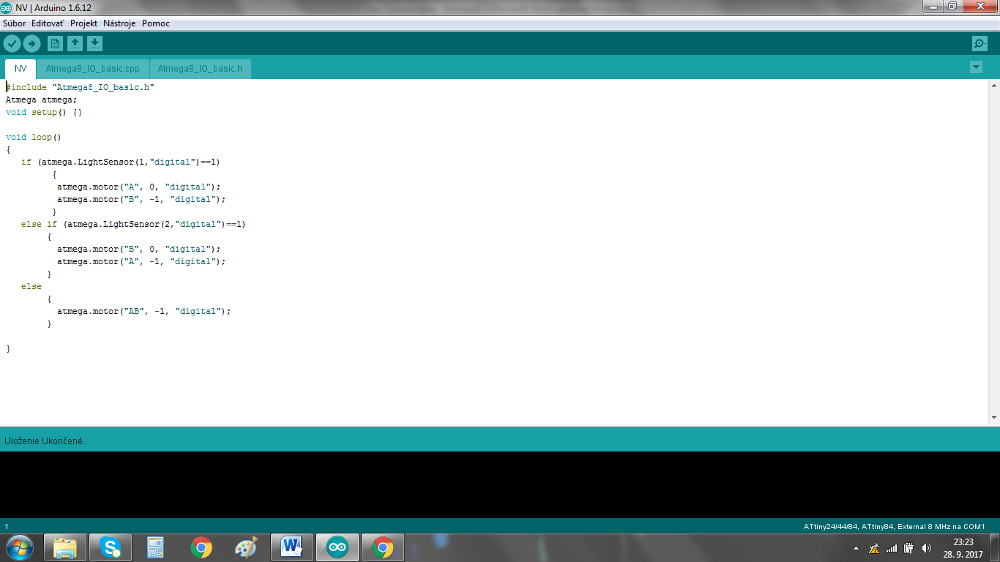 NV | Arduino 1.6.12
Súbor Editovať Projekt Nástroje Pomoc
NV Atmega8_IO_basic.cpp Atmega8_IO_basic.h
#include "Atmega8_IO_basic.h"
Atmega atmega;
void setup() {}
void loop()
{
if (atmega.LightSensor(1,"digital")==1)
{
atmega.motor("A", 0, "digital");
atmega.motor("B", -1, "digital");
}
else if (atmega.LightSensor(2,"digital")==1)
{
atmega.motor("B", 0, "digital");
atmega.motor("A", -1, "digital");
}
else
{
atmega.motor("AB", -1, "digital");
}
}
Uloženie Ukončené.
1 ATtiny24/44/84, ATtiny84, External 8 MHz na COM1
23:23
28. 9. 2017